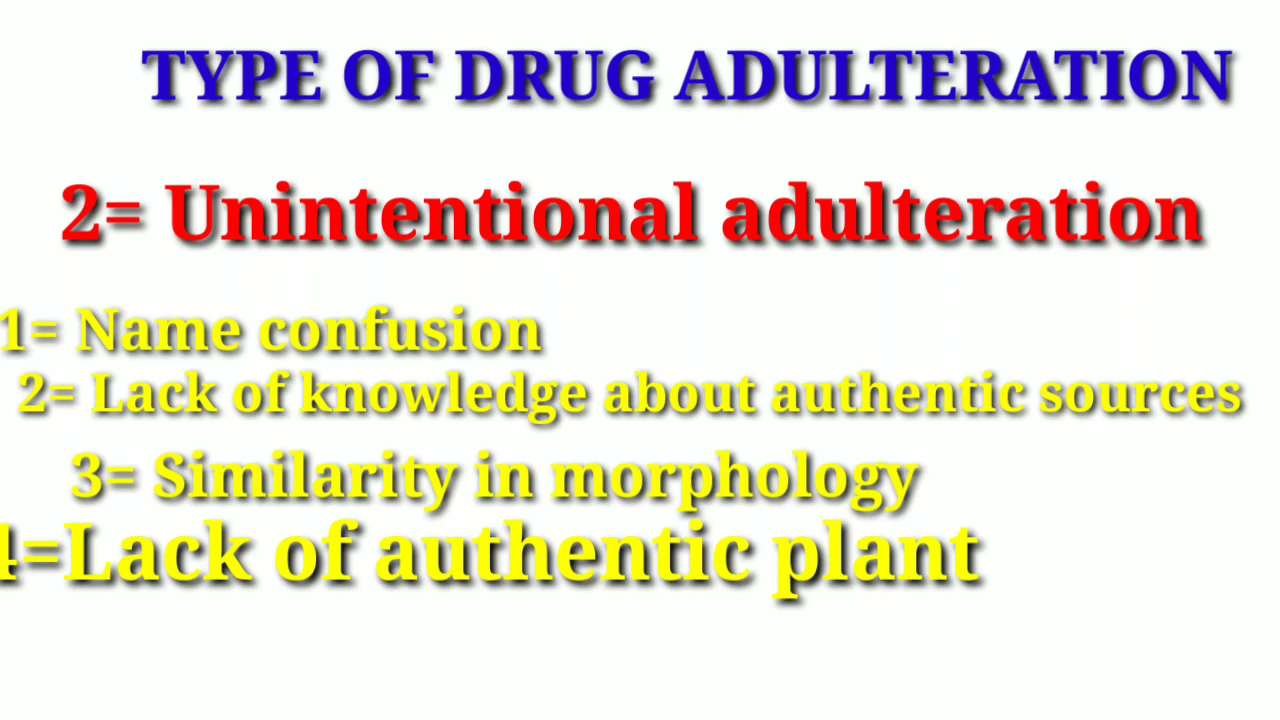 TYPE OF DRUG ADULTERATION
2= Unintentional adulteration
1= Name confusion
2= Lack of knowledge about authentic sources
3= Similarity in morphology
4=Lack of authentic plant